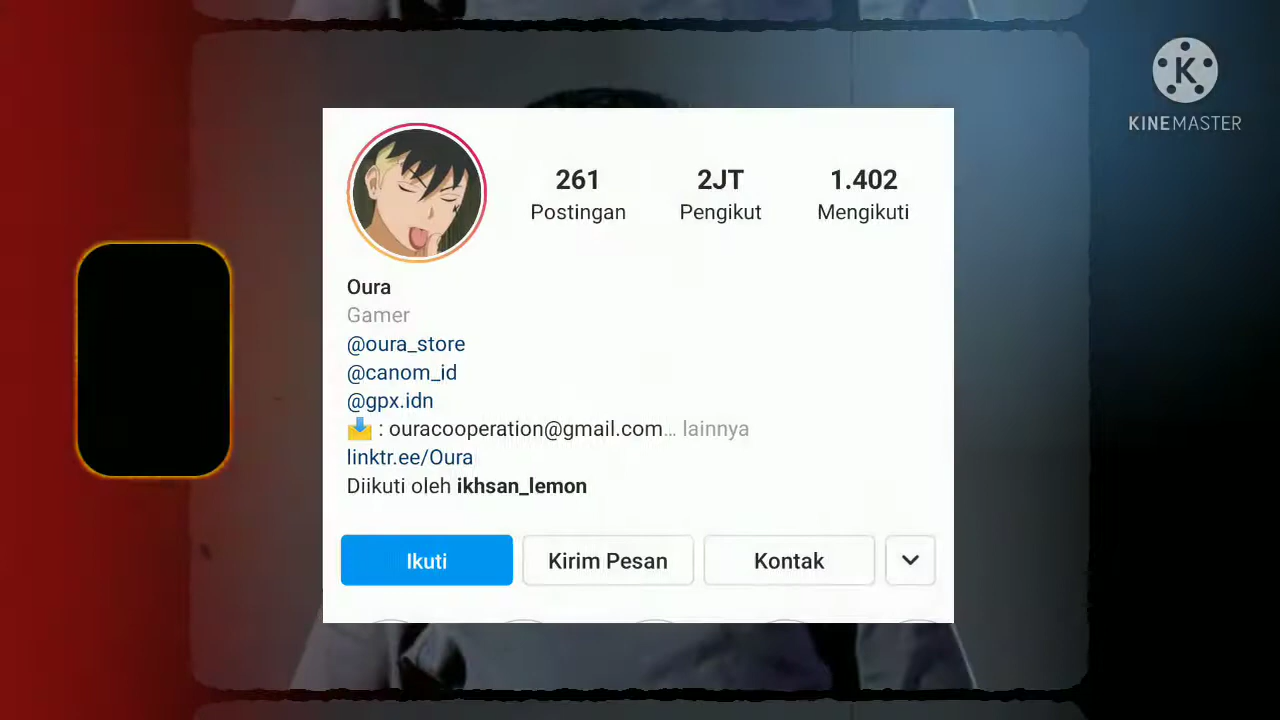 K
KINEMASTER
261 2JT 1.402
Postingan Pengikut Mengikuti
Oura
Gamer
@oura_store
@canom_id
@gpx.idn
📥 : ouracooperation@gmail.com... lainnya
linktr.ee/Oura
Diikuti oleh ikhsan_lemon
Ikuti Kirim Pesan Kontak